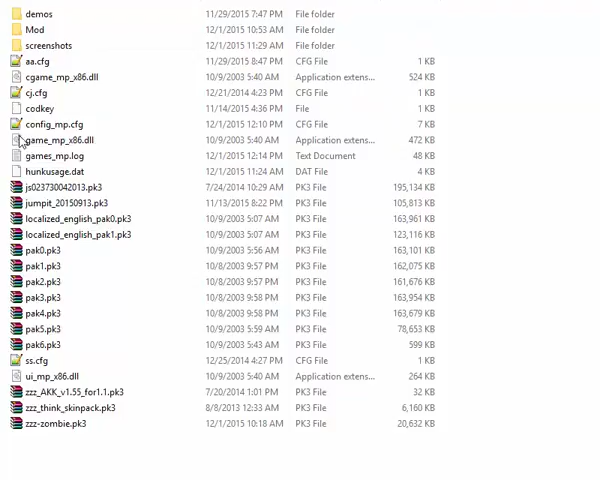 demos 11/29/2015 7:47 PM File folder
Mod 12/1/2015 10:53 AM File folder
screenshots 12/1/2015 11:29 AM File folder
aa.cfg 11/29/2015 8:47 PM CFG File 1 KB
cgame_mp_x86.dll 10/9/2003 5:40 AM Application extens... 524 KB
cj.cfg 12/21/2014 4:23 PM CFG File 1 KB
codkey 11/14/2015 4:36 PM File 1 KB
config_mp.cfg 12/1/2015 12:10 PM CFG File 7 KB
game_mp_x86.dll 10/9/2003 5:40 AM Application extens... 472 KB
games_mp.log 12/1/2015 12:14 PM Text Document 48 KB
hunkusage.dat 12/1/2015 11:24 AM DAT File 4 KB
js023730042013.pk3 7/24/2014 10:29 AM PK3 File 195,134 KB
jumpit_20150913.pk3 11/13/2015 8:22 PM PK3 File 105,813 KB
localized_english_pak0.pk3 10/9/2003 5:07 AM PK3 File 163,961 KB
localized_english_pak1.pk3 10/9/2003 5:07 AM PK3 File 123,116 KB
pak0.pk3 10/9/2003 5:56 AM PK3 File 163,101 KB
pak1.pk3 10/8/2003 9:57 PM PK3 File 162,075 KB
pak2.pk3 10/8/2003 9:57 PM PK3 File 161,676 KB
pak3.pk3 10/8/2003 9:58 PM PK3 File 163,954 KB
pak4.pk3 10/8/2003 9:58 PM PK3 File 163,679 KB
pak5.pk3 10/9/2003 5:59 AM PK3 File 78,653 KB
pak6.pk3 10/9/2003 5:43 AM PK3 File 599 KB
ss.cfg 12/25/2014 4:27 PM CFG File 1 KB
ui_mp_x86.dll 10/9/2003 5:40 AM Application extens... 264 KB
zzz_AKK_v1.55_for1.1.pk3 7/20/2014 1:01 PM PK3 File 32 KB
zzz_think_skinpack.pk3 8/8/2013 12:33 AM PK3 File 6,160 KB
zzz-zombie.pk3 12/1/2015 10:18 AM PK3 File 20,632 KB